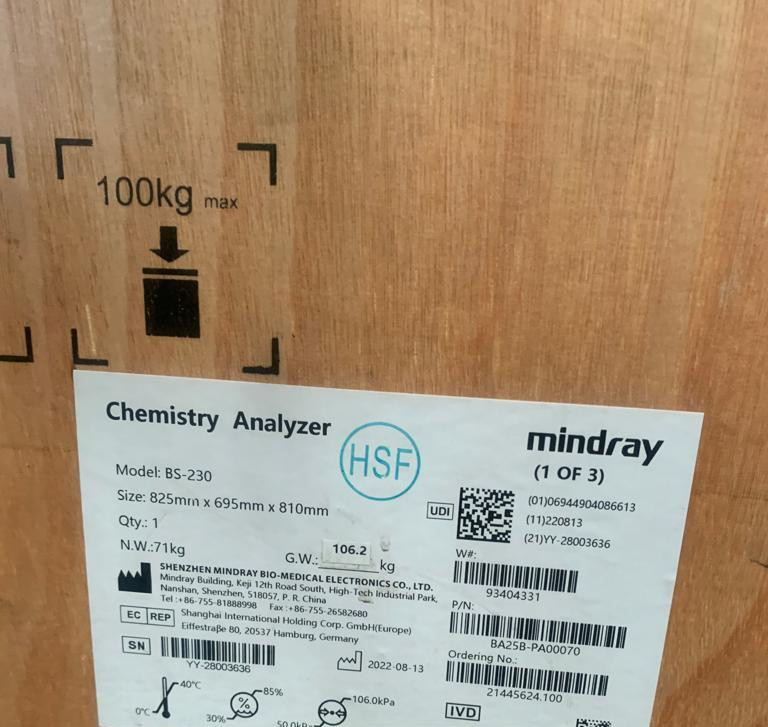 100kg max
Chemistry Analyzer
HSF
mindray
(1 OF 3)
Model: BS-230
Size: 825mm x 695mm x 810mm
Qty.: 1
N.W.:71kg
G.W.: 106.2 kg
UDI
(01)06944904086613
(11)220813
(21)YY-28003636
W#:
93404331
P/N:
BA25B-PA00070
Ordering No.:
21445624.100
IVD
SHENZHEN MINDRAY BIO-MEDICAL ELECTRONICS CO., LTD.
Mindray Building, Keji 12th Road South, High-Tech Industrial Park,
Nanshan, Shenzhen, 518057, P. R. China
Tel :+86-755-81888998 Fax :+86-755-26582680
EC REP
Shanghai International Holding Corp. GmbH(Europe)
Eiffestraße 80, 20537 Hamburg, Germany
SN
YY-28003636
2022-08-13
40°C
0°C
85%
%
30%
106.0kPa
50.0kPa